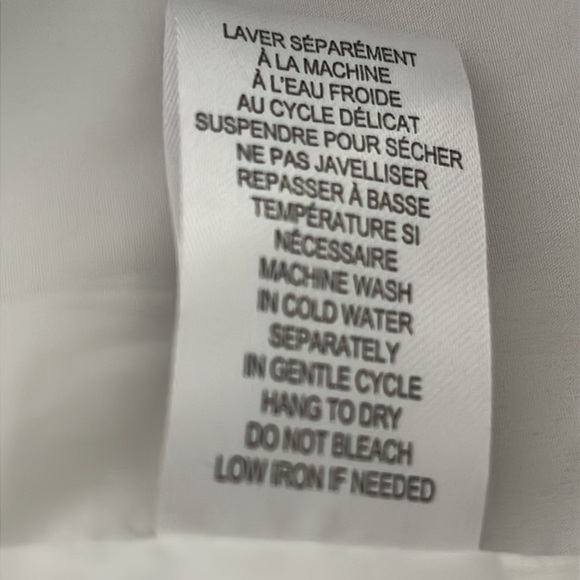 LAVER SÉPARÉMENT
À LA MACHINE
À L'EAU FROIDE
AU CYCLE DÉLICAT
SUSPENDRE POUR SÉCHER
NE PAS JAVELLISER
REPASSER À BASSE
TEMPÉRATURE SI
NÉCESSAIRE
MACHINE WASH
IN COLD WATER
SEPARATELY
IN GENTLE CYCLE
HANG TO DRY
DO NOT BLEACH
LOW IRON IF NEEDED